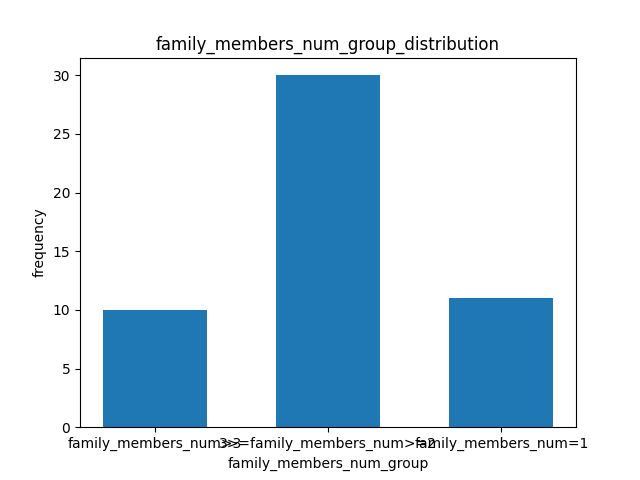 family_members_num_group_distribution
frequency
30
25
20
15
10
5
0
family_members_num>3
3>=family_members_num>=2
family_members_num=1
family_members_num_group